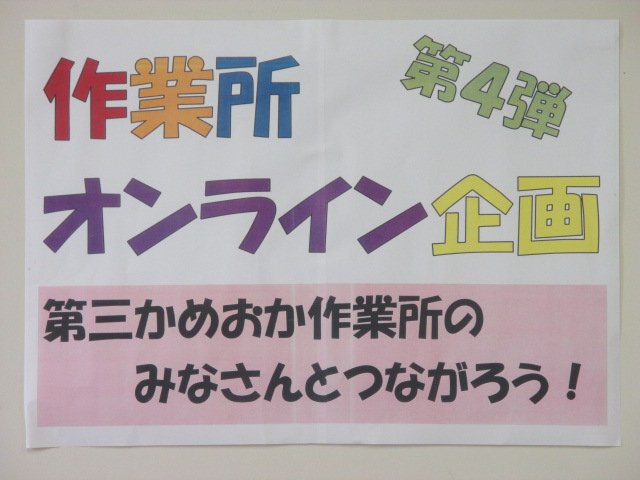 作業所
第4弾
オンライン企画
第三かめおか作業所の
みなさんとつながろう！